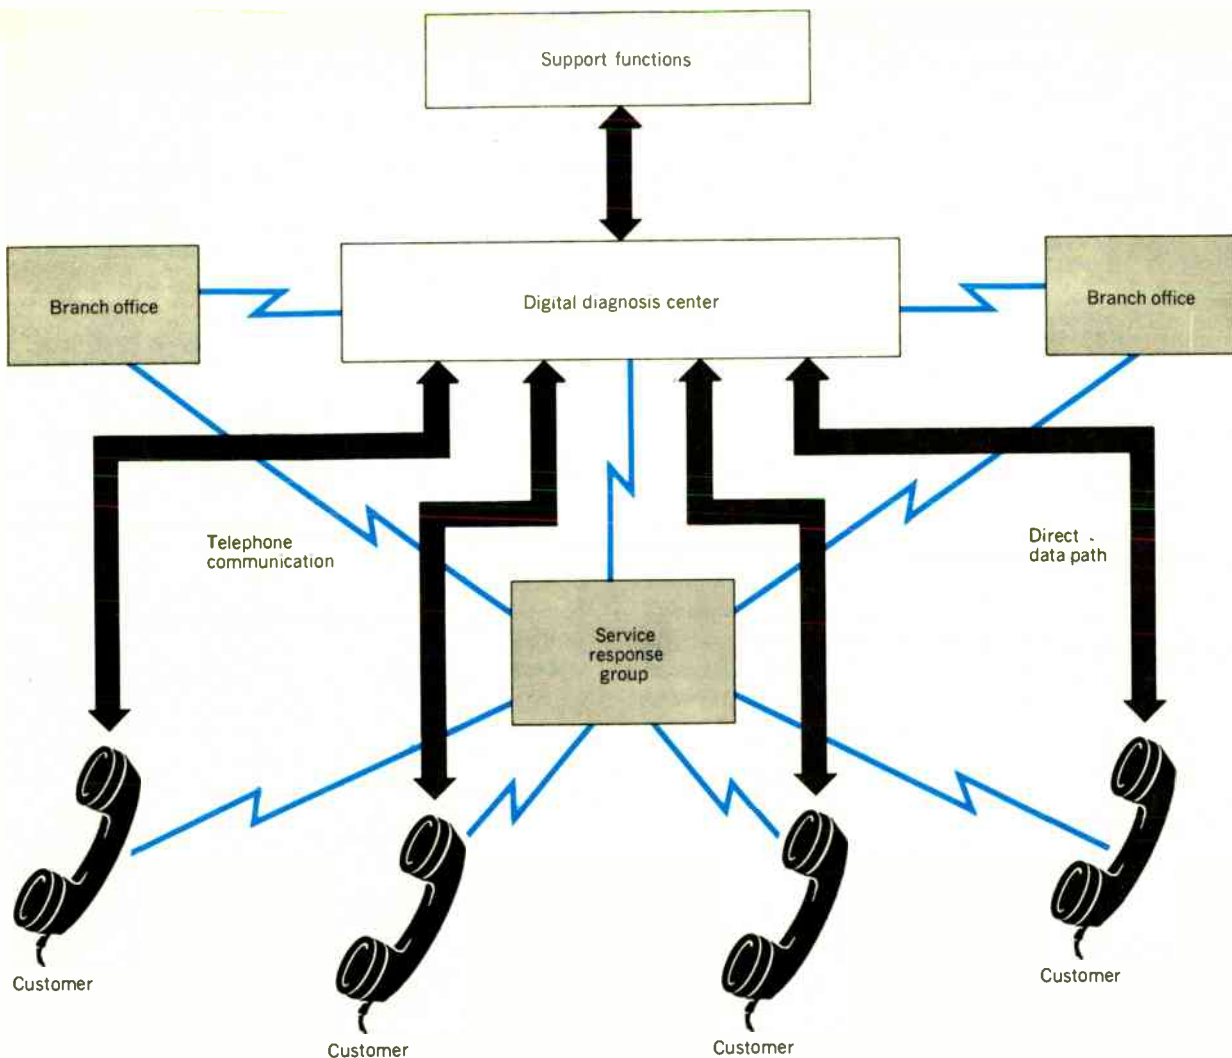 Support functions
Branch office
Digital diagnosis center
Branch office
Telephone
communication
Direct
data path
Service
response
group
Customer
Customer
Customer
Customer